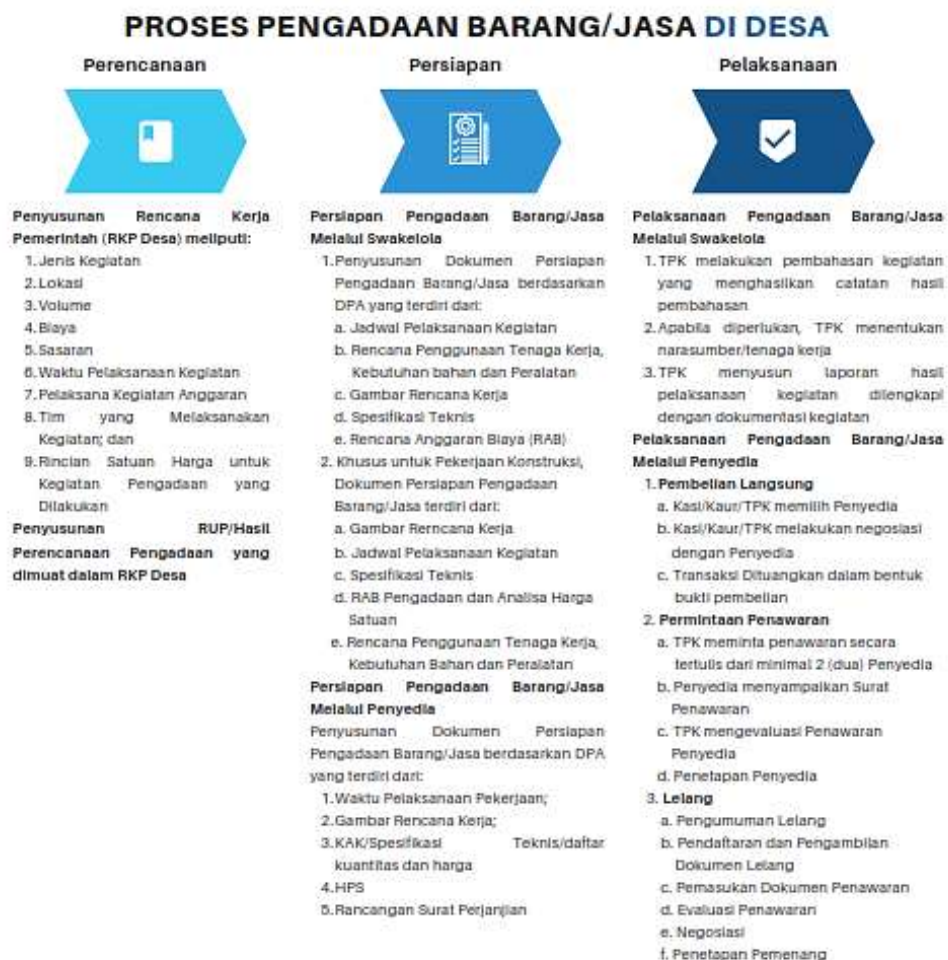 PROSES PENGADAAN BARANG/JASA DI DESA
Perencanaan
Penyusunan Rencana Kerja
Pemerintah (RKP Desa) meliputi:
1. Jenis Kegiatan
2. Lokasi
3. Volume
4. Biaya
5. Sasaran
6. Waktu Pelaksanaan Kegiatan
7. Pelaksana Kegiatan Anggaran
8. Tim yang Melaksanakan
Kegiatan; dan
9. Rincian Satuan Harga untuk
Kegiatan Pengadaan yang
Dilakukan
Penyusunan RUP/Hasil
Perencanaan Pengadaan yang
dimuat dalam RKP Desa
Persiapan
Persiapan Pengadaan Barang/Jasa
Melalui Swakelola
1. Penyusunan Dokumen Persiapan
Pengadaan Barang/Jasa berdasarkan
DPA yang terdiri dari:
a. Jadwal Pelaksanaan Kegiatan
b. Rencana Penggunaan Tenaga Kerja,
Kebutuhan bahan dan Peralatan
c. Gambar Rencana Kerja
d. Spesifikasi Teknis
e. Rencana Anggaran Biaya (RAB)
2. Khusus untuk Pekerjaan Konstruksi,
Dokumen Persiapan Pengadaan
Barang/Jasa terdiri dari:
a. Gambar Rerncana Kerja
b. Jadwal Pelaksanaan Kegiatan
c. Spesifikasi Teknis
d. RAB Pengadaan dan Analisa Harga
Satuan
e. Rencana Penggunaan Tenaga Kerja,
Kebutuhan Bahan dan Peralatan
Persiapan Pengadaan Barang/Jasa
Melalui Penyedia
Penyusunan Dokumen Persiapan
Pengadaan Barang/Jasa berdasarkan DPA
yang terdiri dari:
1. Waktu Pelaksanaan Pekerjaan;
2. Gambar Rencana Kerja;
3. KAK/Spesifikasi Teknis/daftar
kuantitas dan harga
4. HPS
5. Rancangan Surat Perjanjian
Pelaksanaan
Pelaksanaan Pengadaan Barang/Jasa
Melalui Swakelola
1. TPK melakukan pembahasan kegiatan
yang menghasilkan catatan hasil
pembahasan
2. Apabila diperlukan, TPK menentukan
narasumber/tenaga kerja
3. TPK menyusun laporan hasil
pelaksanaan kegiatan dilengkapi
dengan dokumentasi kegiatan
Pelaksanaan Pengadaan Barang/Jasa
Melalui Penyedia
1. Pembelian Langsung
a. Kasi/Kaur/TPK memilih Penyedia
b. Kasi/Kaur/TPK melakukan negosiasi
dengan Penyedia
c. Transaksi Dituangkan dalam bentuk
bukti pembelian
2. Permintaan Penawaran
a. TPK meminta penawaran secara
tertulis dari minimal 2 (dua) Penyedia
b. Penyedia menyampaikan Surat
Penawaran
c. TPK mengevaluasi Penawaran
Penyedia
d. Penetapan Penyedia
3. Lelang
a. Pengumuman Lelang
b. Pendaftaran dan Pengambilan
Dokumen Lelang
c. Pemasukan Dokumen Penawaran
d. Evaluasi Penawaran
e. Negosiasi
f. Penetapan Pemenang